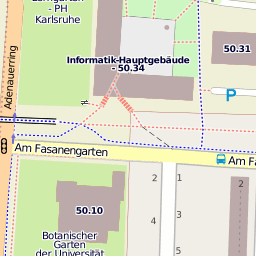 Lerngarten
- PH
Karlsruhe
Informatik-Hauptgebäude
- 50.34
50.31
P
Adenauerring
Am Fasanengarten
Am Fa
50.10
Botanischer
Garten
der Universität
1
2
2
3
4
5